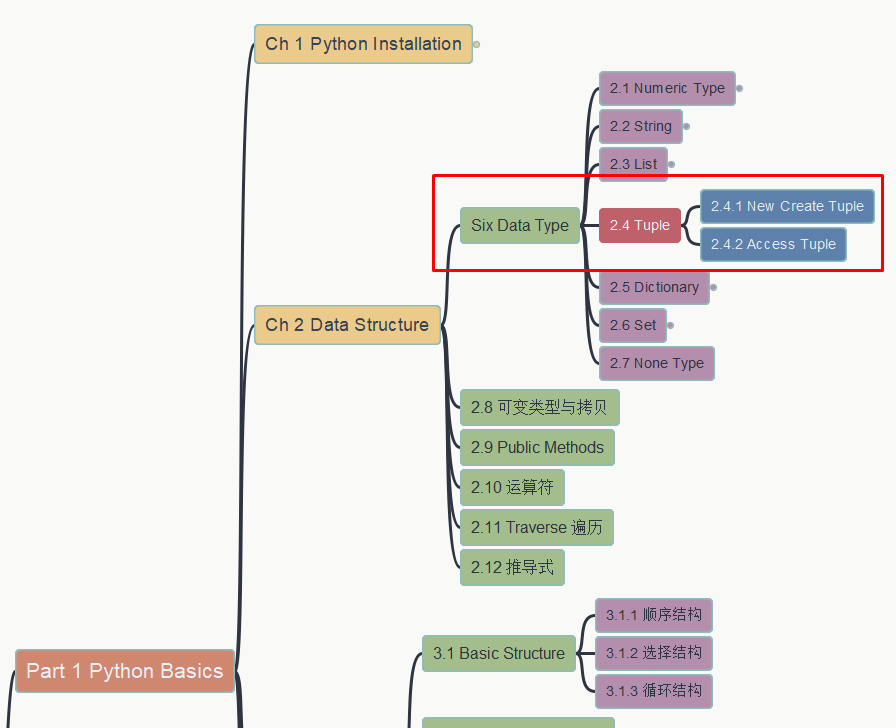 Ch 1 Python Installation
2.1 Numeric Type
2.2 String
2.3 List
Six Data Type
2.4 Tuple
2.4.1 New Create Tuple
2.4.2 Access Tuple
2.5 Dictionary
2.6 Set
2.7 None Type
Ch 2 Data Structure
2.8 可变类型与拷贝
2.9 Public Methods
2.10 运算符
2.11 Traverse 遍历
2.12 推导式
Part 1 Python Basics
3.1 Basic Structure
3.1.1 顺序结构
3.1.2 选择结构
3.1.3 循环结构